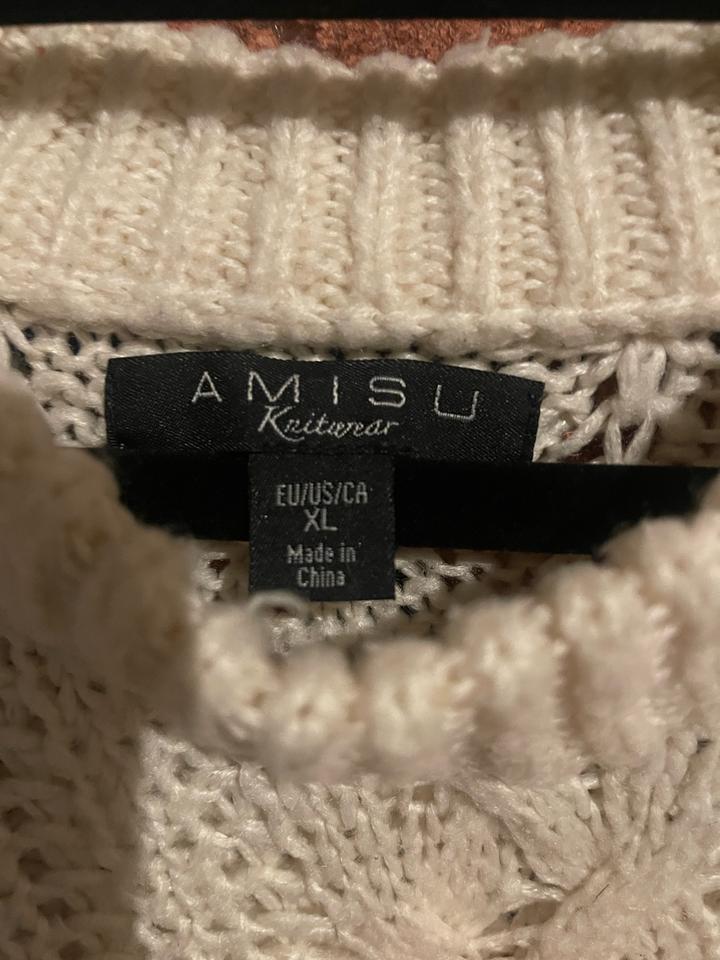 AMISU
Knitwear
EU/US/CA
XL
Made in
China